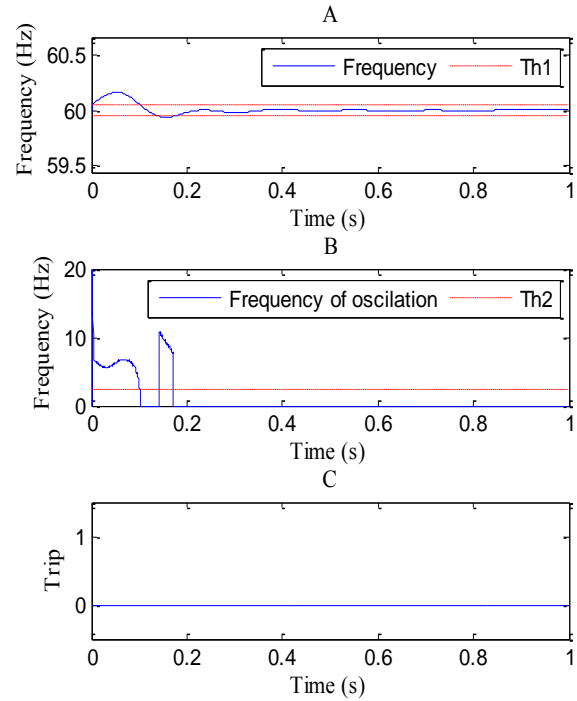 A
Frequency (Hz)
60.5
60
59.5
Frequency
Th1
0
0.2
0.4
0.6
0.8
1
Time (s)
B
Frequency (Hz)
20
10
0
Frequency of oscilation
Th2
0
0.2
0.4
0.6
0.8
1
Time (s)
C
Trip
1
0
0
0.2
0.4
0.6
0.8
1
Time (s)